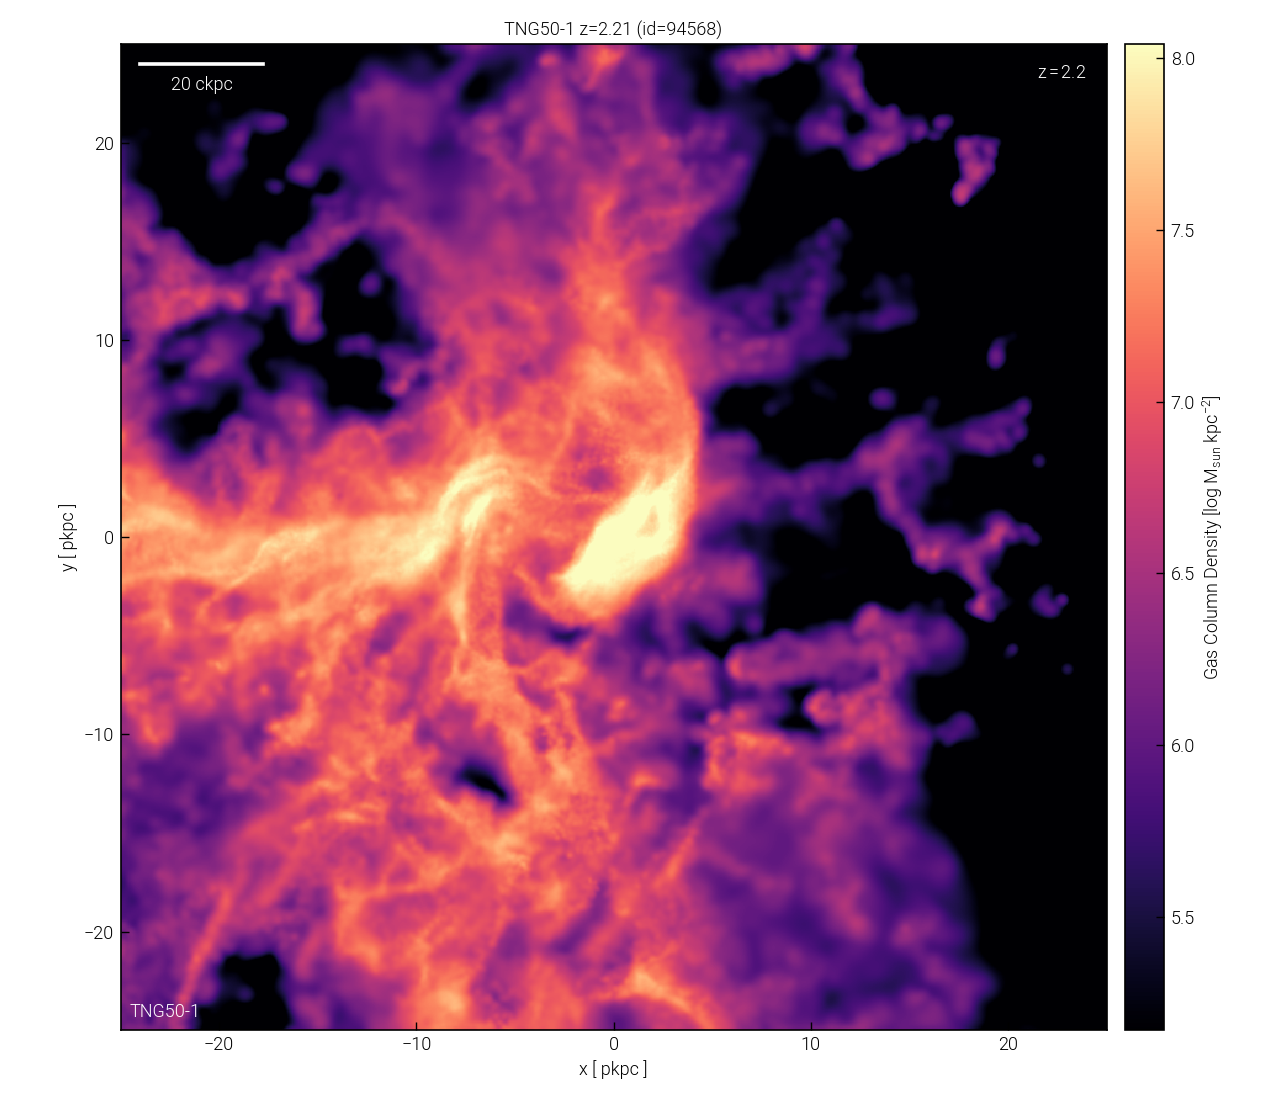 TNG50-1 z=2.21 (id=94568)
20 ckpc
z=2.2
TNG50-1
20
10
0
−10
−20
y [ pkpc ]
−20
−10
0
10
20
x [ pkpc ]
8.0
7.5
7.0
6.5
6.0
5.5
Gas Column Density [log M_sun kpc⁻²]